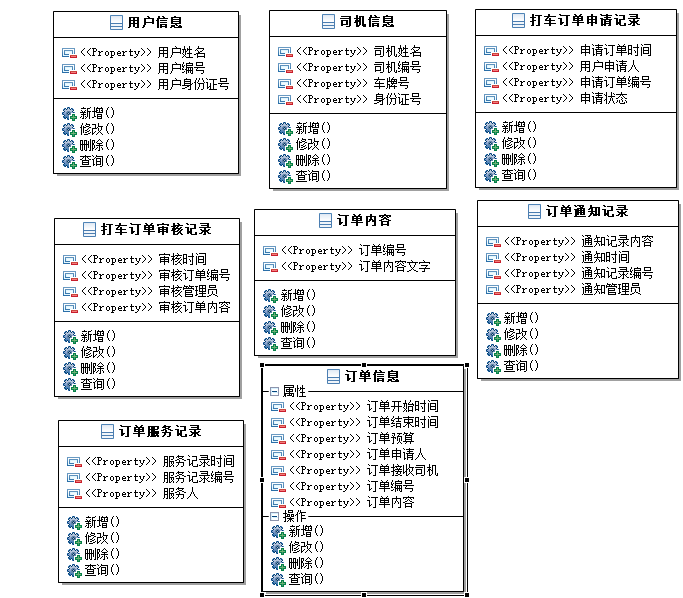 用户信息
<<Property>> 用户姓名
<<Property>> 用户编号
<<Property>> 用户身份证号
新增()
修改()
删除()
查询()
司机信息
<<Property>> 司机姓名
<<Property>> 司机编号
<<Property>> 车牌号
<<Property>> 身份证号
新增()
修改()
删除()
查询()
打车订单申请记录
<<Property>> 申请订单时间
<<Property>> 用户申请人
<<Property>> 申请订单编号
<<Property>> 申请状态
新增()
修改()
删除()
查询()
打车订单审核记录
<<Property>> 审核时间
<<Property>> 审核订单编号
<<Property>> 审核管理员
<<Property>> 审核订单内容
新增()
修改()
删除()
查询()
订单内容
<<Property>> 订单编号
<<Property>> 订单内容文字
新增()
修改()
删除()
查询()
订单通知记录
<<Property>> 通知记录内容
<<Property>> 通知时间
<<Property>> 通知记录编号
<<Property>> 通知管理员
新增()
修改()
删除()
查询()
订单服务记录
<<Property>> 服务记录时间
<<Property>> 服务记录编号
<<Property>> 服务人
新增()
修改()
删除()
查询()
订单信息
属性
<<Property>> 订单开始时间
<<Property>> 订单结束时间
<<Property>> 订单预算
<<Property>> 订单申请人
<<Property>> 订单接收司机
<<Property>> 订单编号
<<Property>> 订单内容
操作
新增()
修改()
删除()
查询()